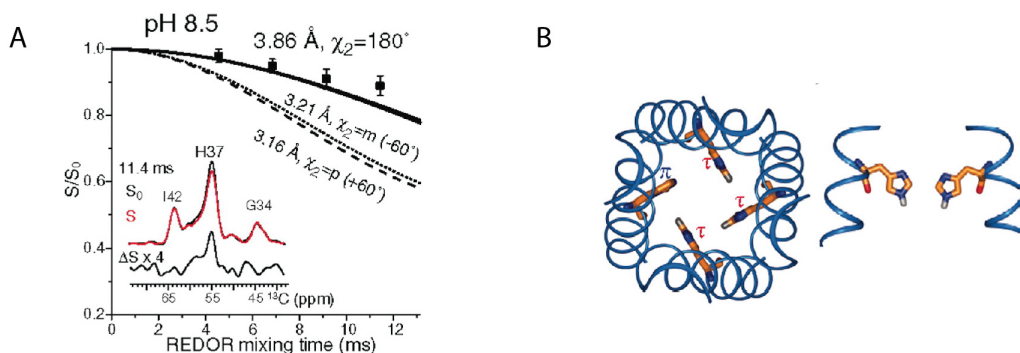 A
B
pH 8.5
3.86 Å, χ₂=180°
3.21 Å, χ₂=m (-60°)
3.16 Å, χ₂=p (+60°)
1.0
0.8
0.6
0.4
0.2
S/S₀
11.4 ms
S₀
S
I42
H37
G34
ΔS x 4
65 55 45 ¹³C (ppm)
0 2 4 6 8 10 12
REDOR mixing time (ms)
τ
π
τ
τ